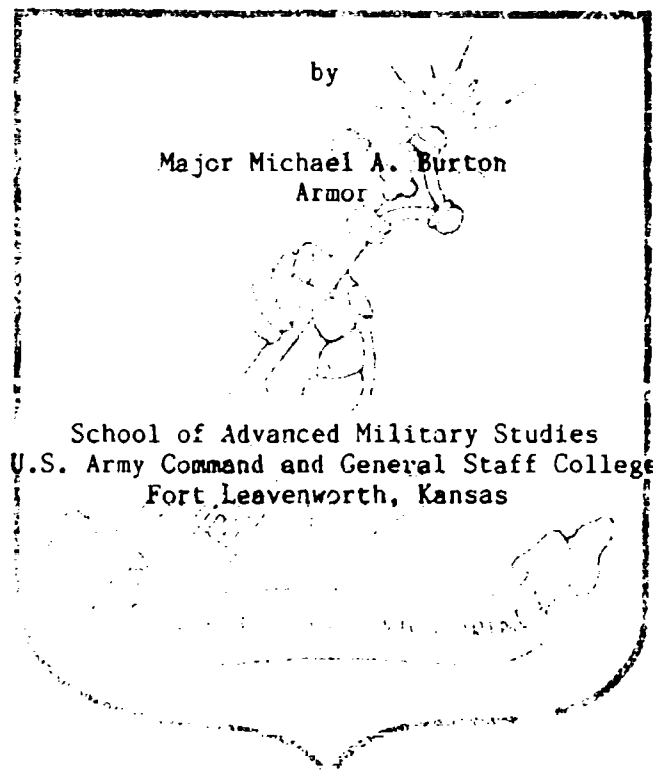 by
Major Michael A. Burton
Armor
School of Advanced Military Studies
U.S. Army Command and General Staff College
Fort Leavenworth, Kansas